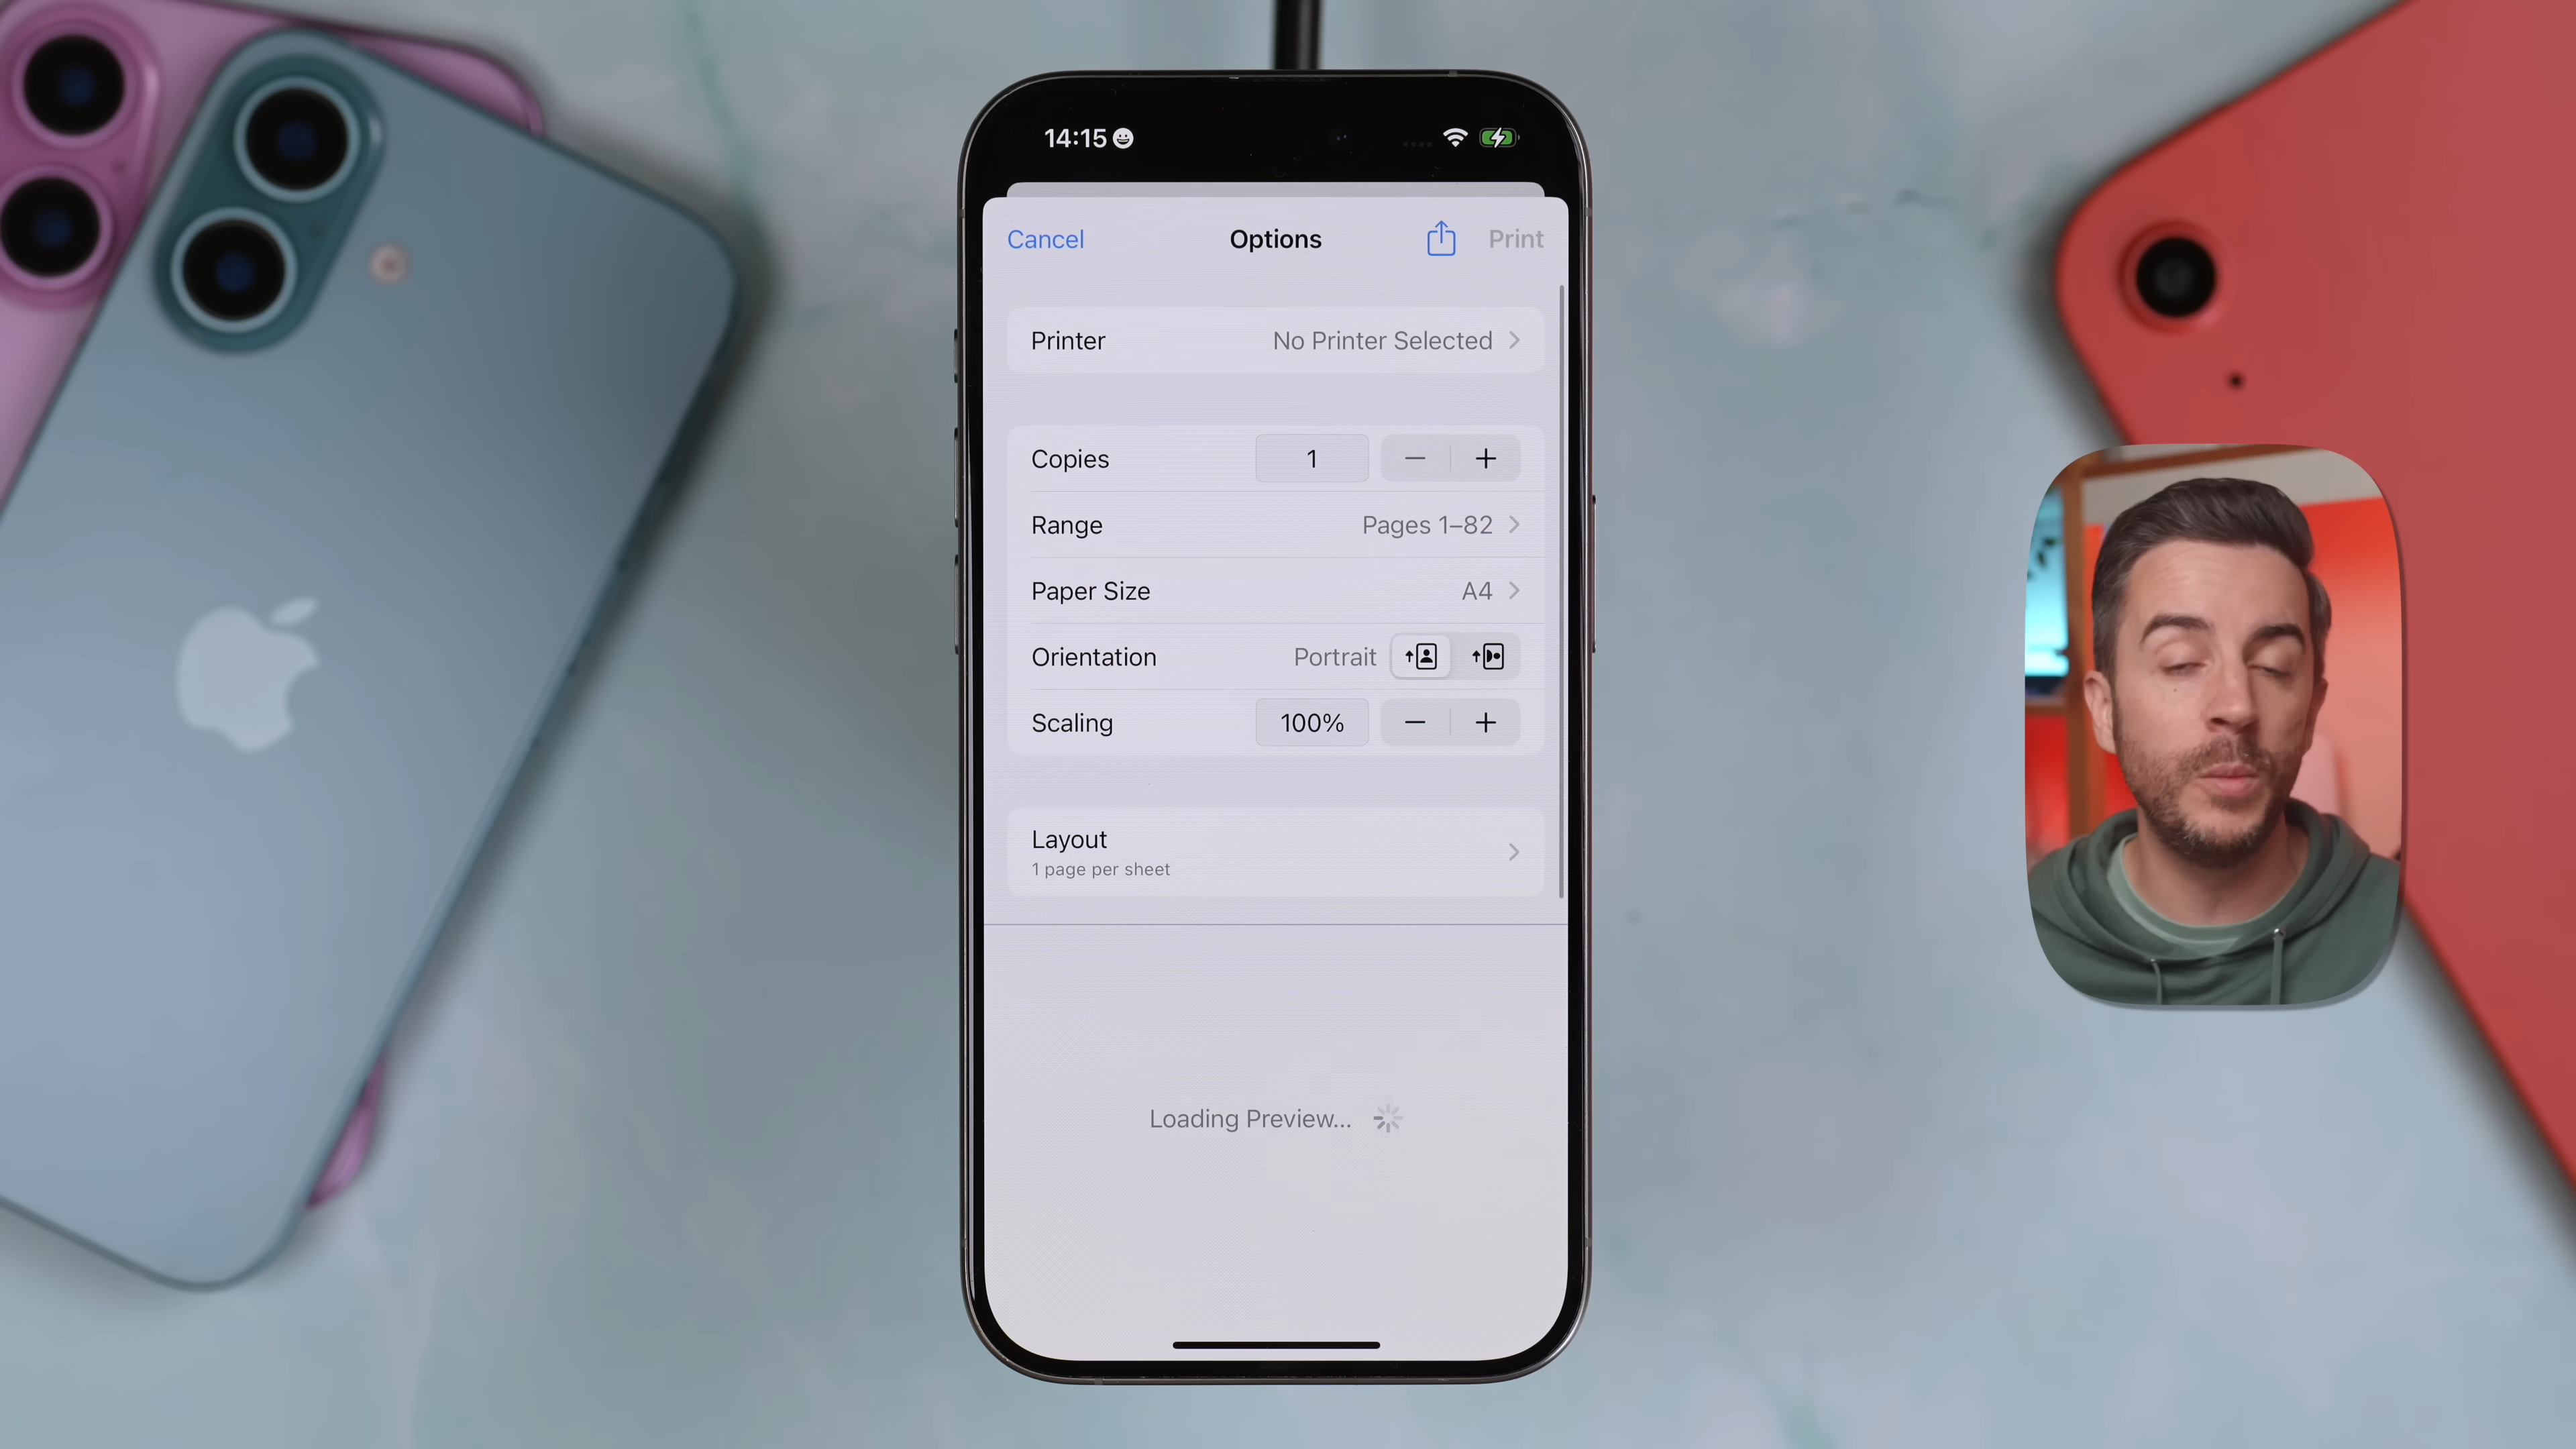 14:15
Cancel
Options
Print
Printer
No Printer Selected
Copies
1
Range
Pages 1–82
Paper Size
A4
Orientation
Portrait
Scaling
100%
Layout
1 page per sheet
Loading Preview...